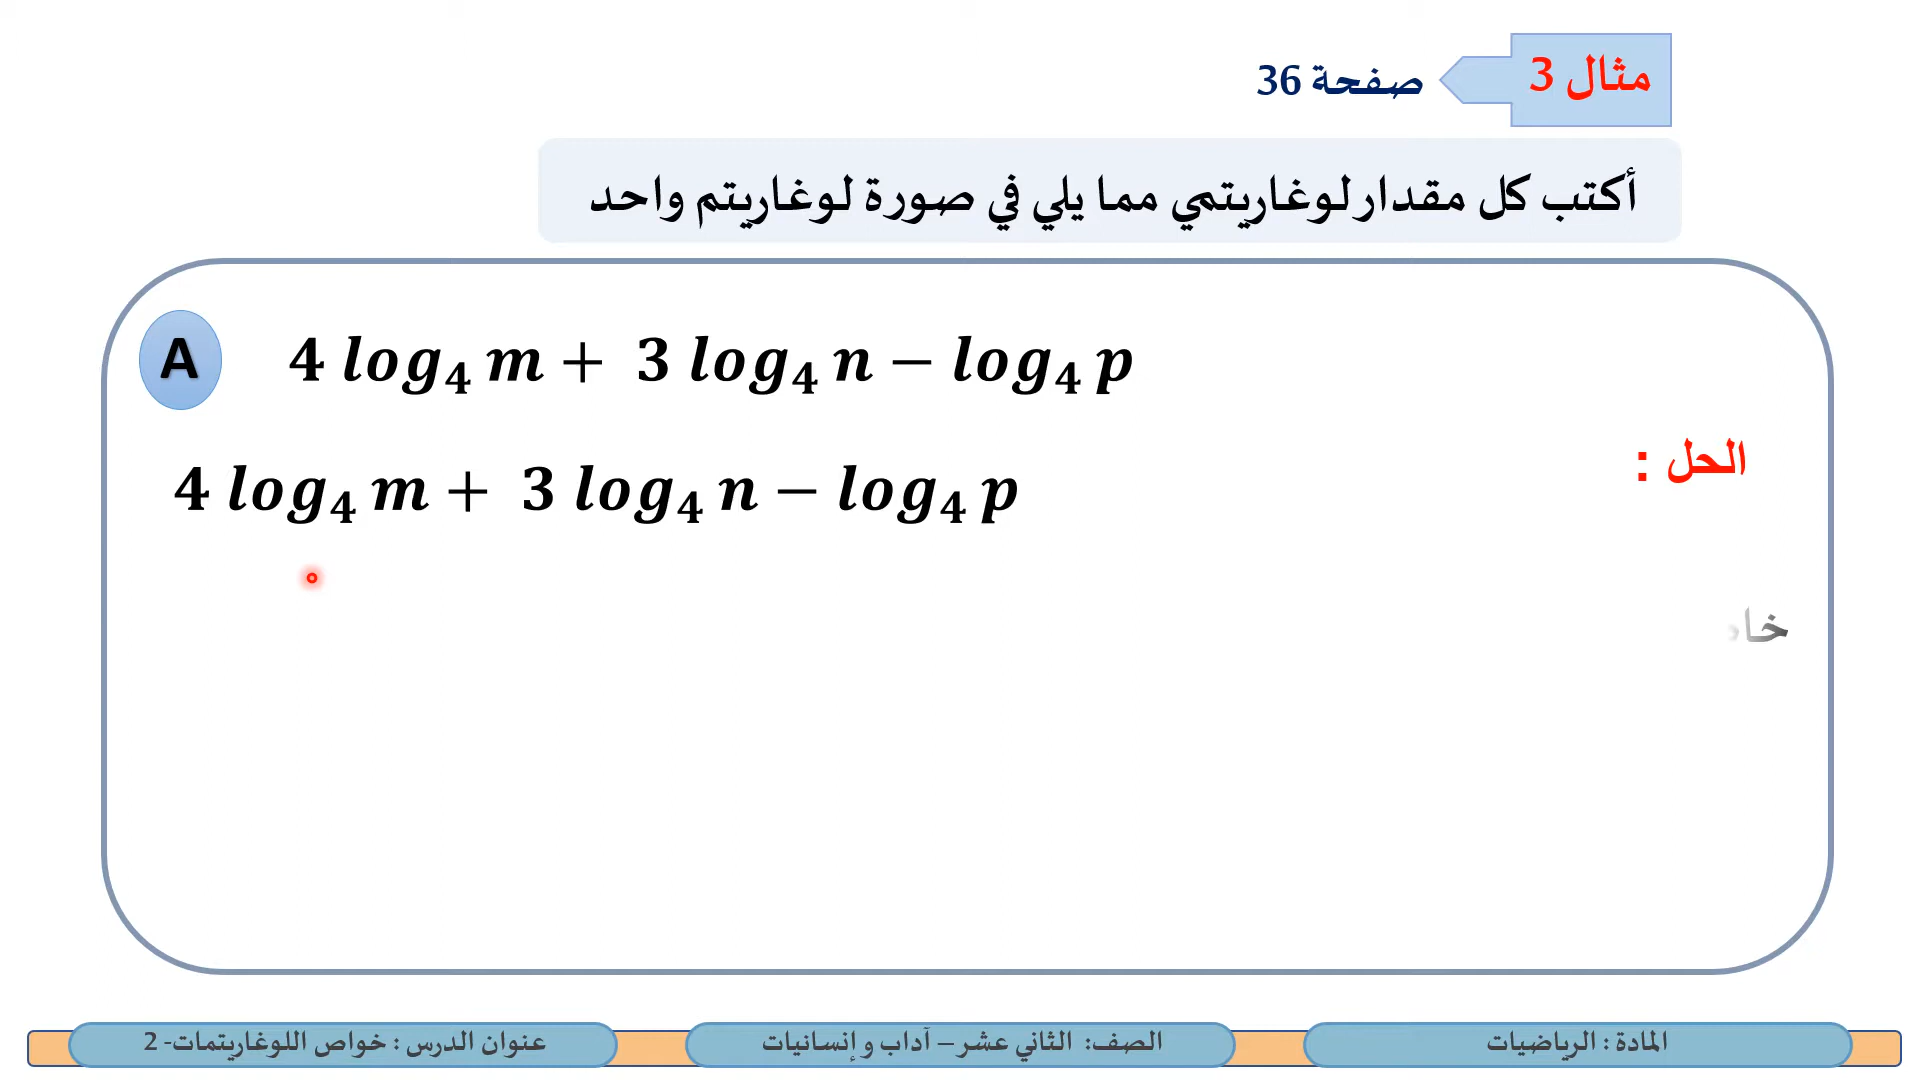 مثال 3
صفحة 36
أكتب كل مقدار لوغاريتمي مما يلي في صورة لوغاريتم واحد
A 4 log₄ m + 3 log₄ n − log₄ p
الحل :
4 log₄ m + 3 log₄ n − log₄ p
المادة : الرياضيات
الصف: الثاني عشر – آداب و إنسانيات
عنوان الدرس : خواص اللوغاريتمات- 2